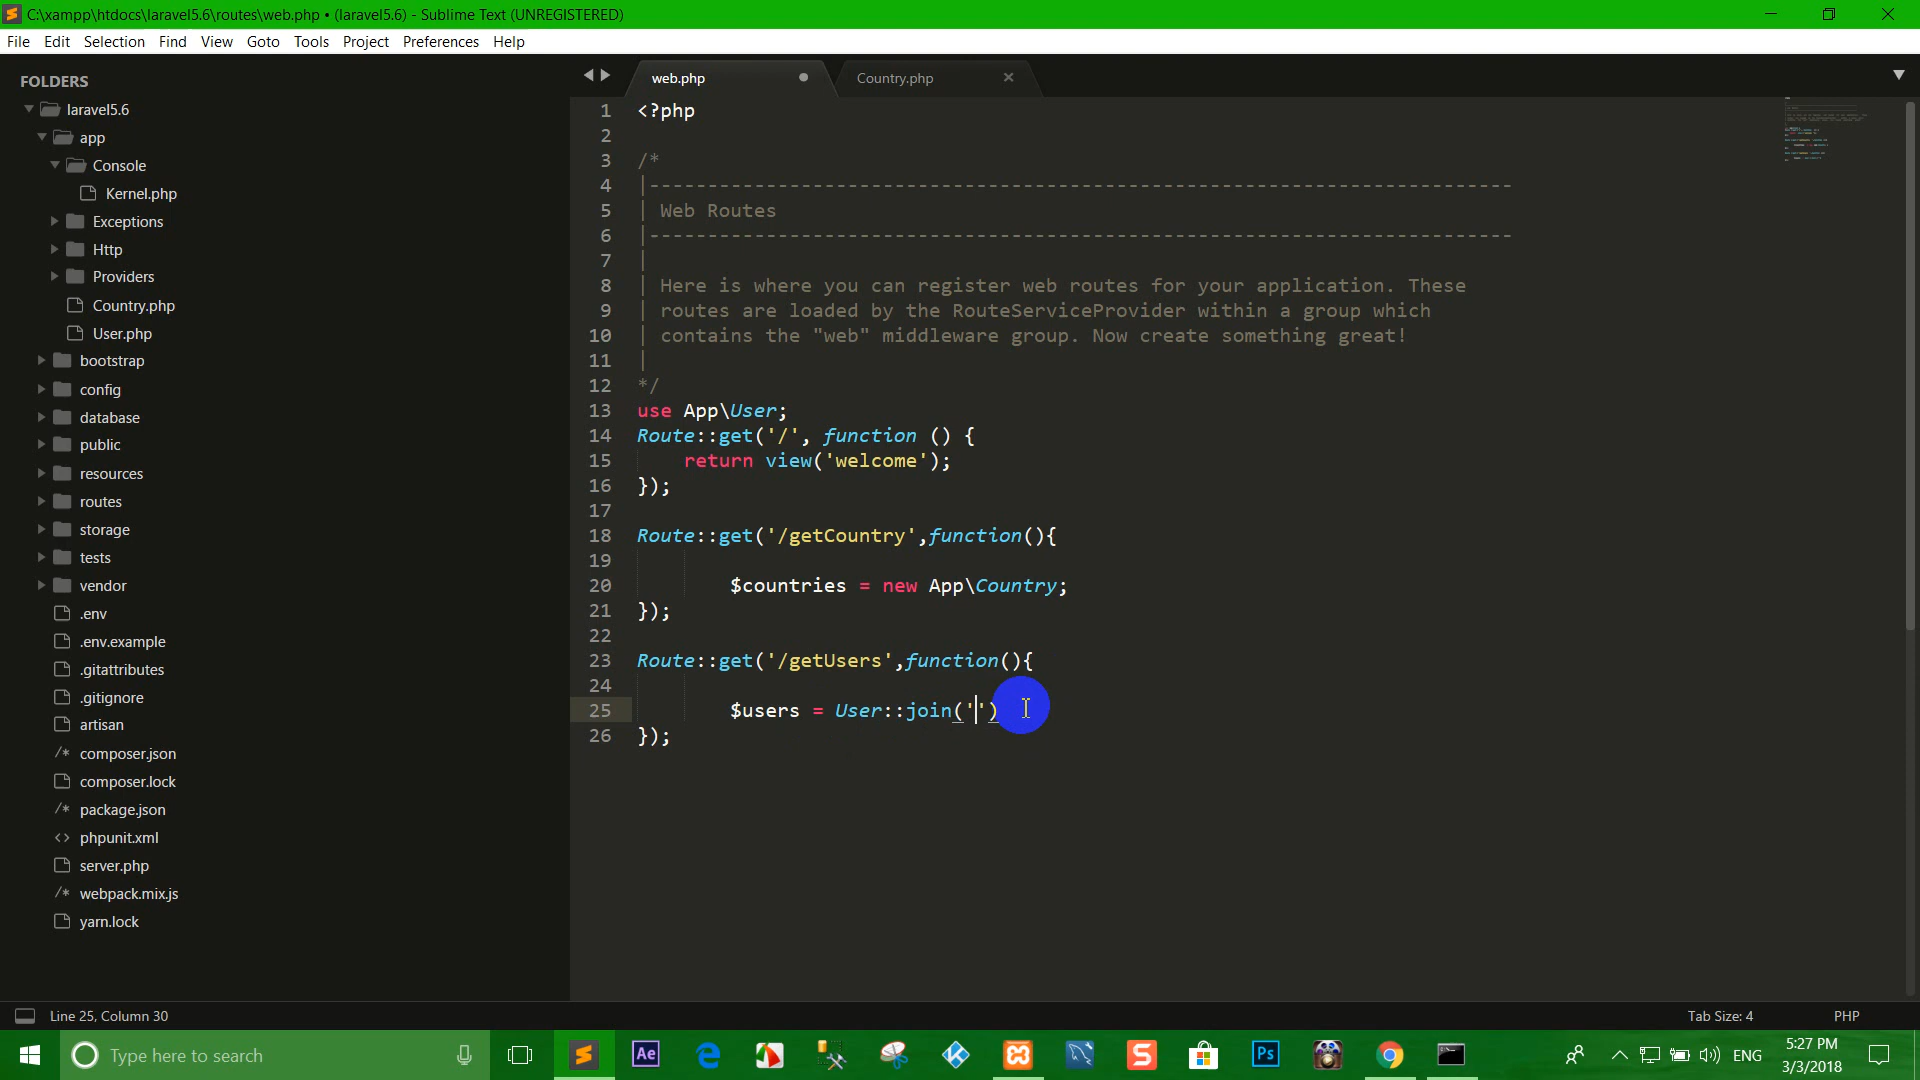 C:\xampp\htdocs\laravel5.6\routes\web.php • (laravel5.6) - Sublime Text (UNREGISTERED)
File Edit Selection Find View Goto Tools Project Preferences Help
FOLDERS
laravel5.6
app
Console
Kernel.php
Exceptions
Http
Providers
Country.php
User.php
bootstrap
config
database
public
resources
routes
storage
tests
vendor
.env
.env.example
.gitattributes
.gitignore
artisan
/* composer.json
composer.lock
/* package.json
<> phpunit.xml
server.php
/* webpack.mix.js
yarn.lock
web.php
Country.php
1 <?php
2
3 /*
4 |--------------------------------------------------------------------------
5 | Web Routes
6 |--------------------------------------------------------------------------
7 |
8 | Here is where you can register web routes for your application. These
9 | routes are loaded by the RouteServiceProvider within a group which
10 | contains the "web" middleware group. Now create something great!
11 |
12 */
13 use App\User;
14 Route::get('/', function () {
15     return view('welcome');
16 });
17
18 Route::get('/getCountry',function(){
19
20         $countries = new App\Country;
21 });
22
23 Route::get('/getUsers',function(){
24
25         $users = User::join('')
26 });
Line 25, Column 30
Tab Size: 4
PHP
Type here to search
Ae
Ps
ENG
5:27 PM
3/3/2018